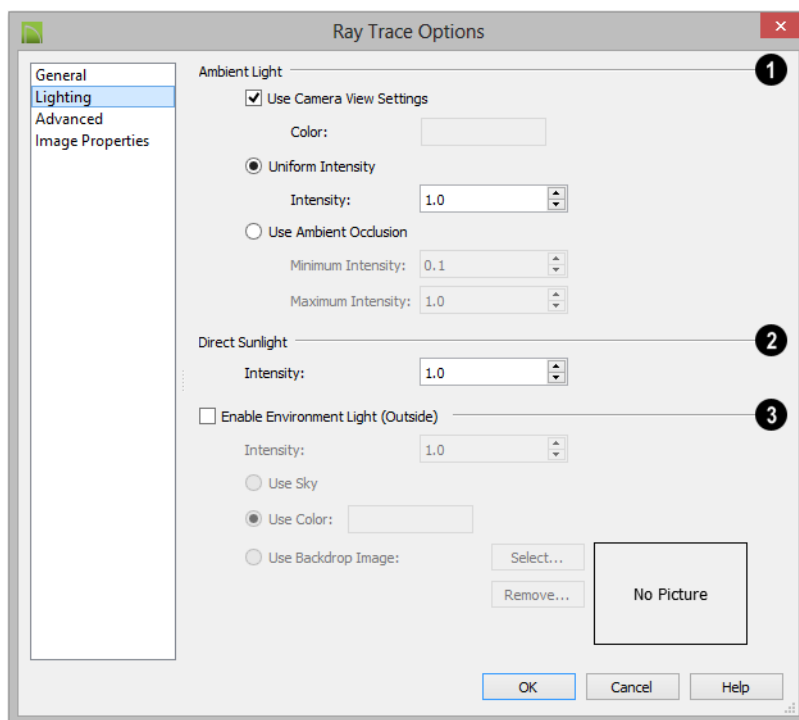 Ray Trace Options
General
Lighting
Advanced
Image Properties
Ambient Light
1
Use Camera View Settings
Color:
Uniform Intensity
Intensity: 1.0
Use Ambient Occlusion
Minimum Intensity: 0.1
Maximum Intensity: 1.0
Direct Sunlight
2
Intensity: 1.0
Enable Environment Light (Outside)
3
Intensity: 1.0
Use Sky
Use Color:
Use Backdrop Image: Select...
Remove...
No Picture
OK Cancel Help